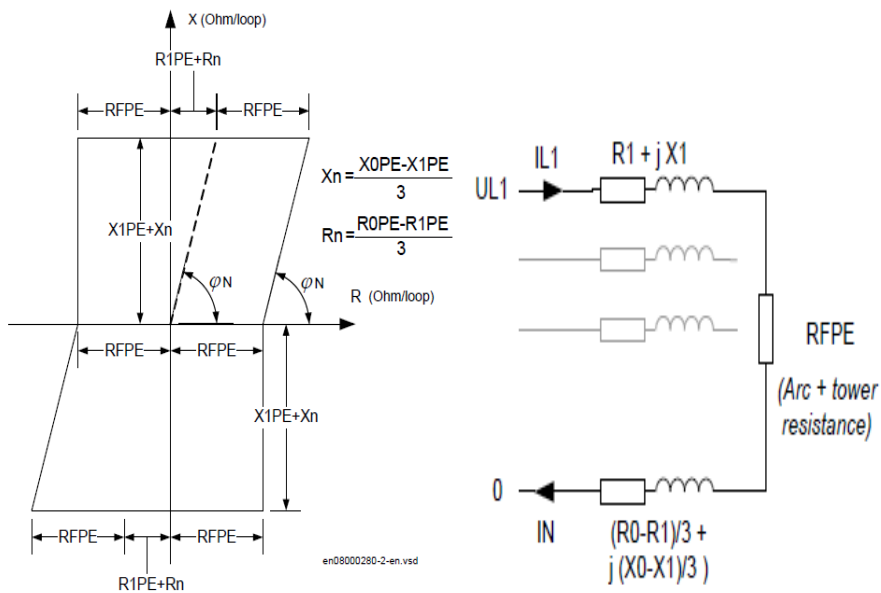 X (Ohm/loop)
R1PE+Rn
RFPE
RFPE
Xn = X0PE-X1PE
3
Rn = R0PE-R1PE
3
X1PE+Xn
φN
φN
R (Ohm/loop)
RFPE
RFPE
X1PE+Xn
RFPE
RFPE
R1PE+Rn
en08000280-2-en.vsd
IL1
R1 + j X1
UL1
RFPE
(Arc + tower
resistance)
0
IN
(R0-R1)/3 +
j (X0-X1)/3 )